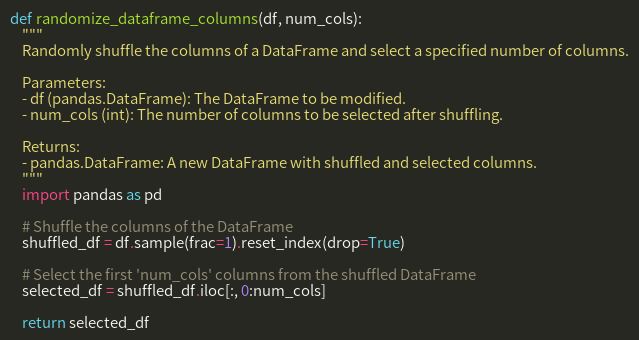 def randomize_dataframe_columns(df, num_cols):
    """
    Randomly shuffle the columns of a DataFrame and select a specified number of columns.

    Parameters:
    - df (pandas.DataFrame): The DataFrame to be modified.
    - num_cols (int): The number of columns to be selected after shuffling.

    Returns:
    - pandas.DataFrame: A new DataFrame with shuffled and selected columns.
    """
    import pandas as pd

    # Shuffle the columns of the DataFrame
    shuffled_df = df.sample(frac=1).reset_index(drop=True)

    # Select the first 'num_cols' columns from the shuffled DataFrame
    selected_df = shuffled_df.iloc[:, 0:num_cols]

    return selected_df